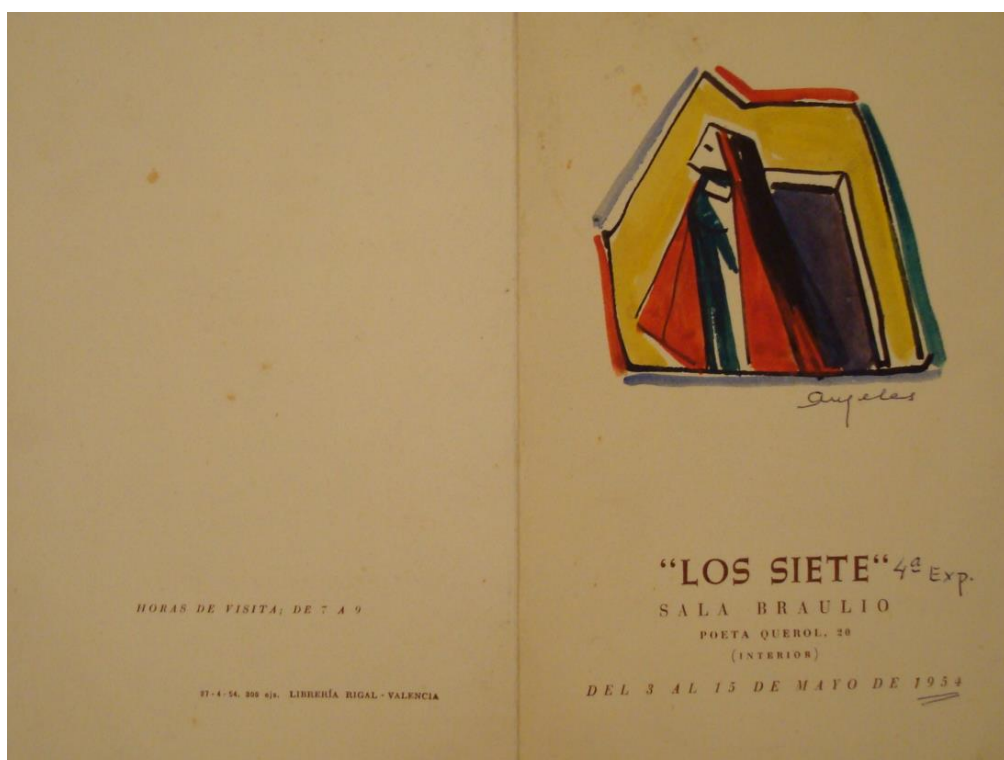 HORAS DE VISITA; DE 7 A 9
27-4-54. 300 ejs. LIBRERÍA RIGAL - VALENCIA
Angeles
"LOS SIETE" 4ª Exp.
SALA BRAULIO
POETA QUEROL, 20
(INTERIOR)
DEL 3 AL 15 DE MAYO DE 1954